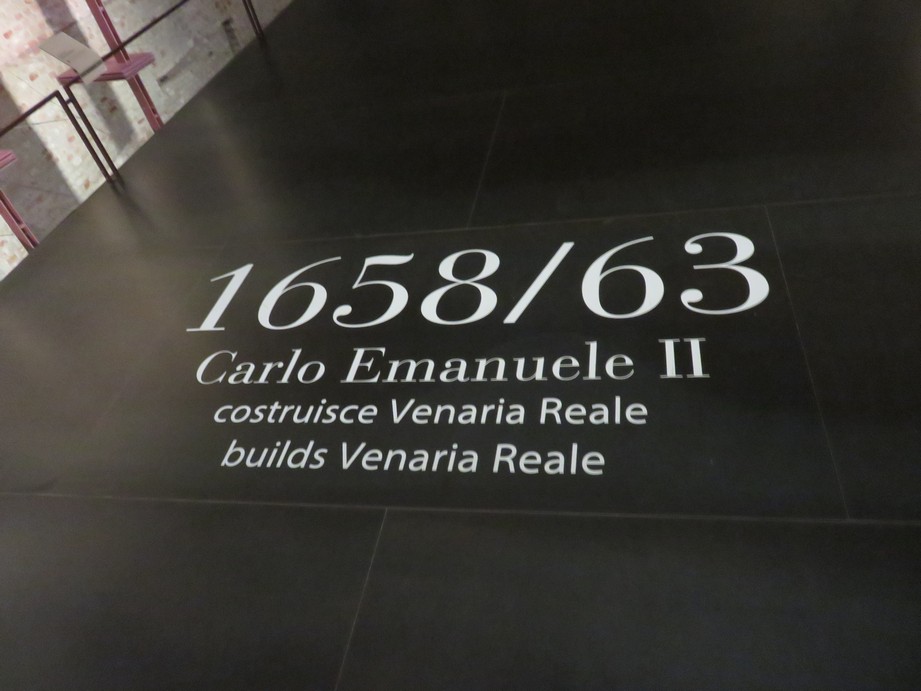 1658/63
Carlo Emanuele II
costruisce Venaria Reale
builds Venaria Reale